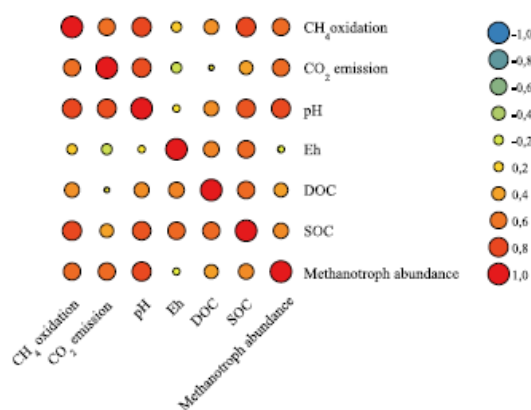 CH4 oxidation
CO2 emission
pH
Eh
DOC
SOC
Methanotroph abundance
CH4 oxidation
CO2 emission
pH
Eh
DOC
SOC
Methanotroph abundance
-1,0
-0,8
-0,6
-0,4
-0,2
0,2
0,4
0,6
0,8
1,0